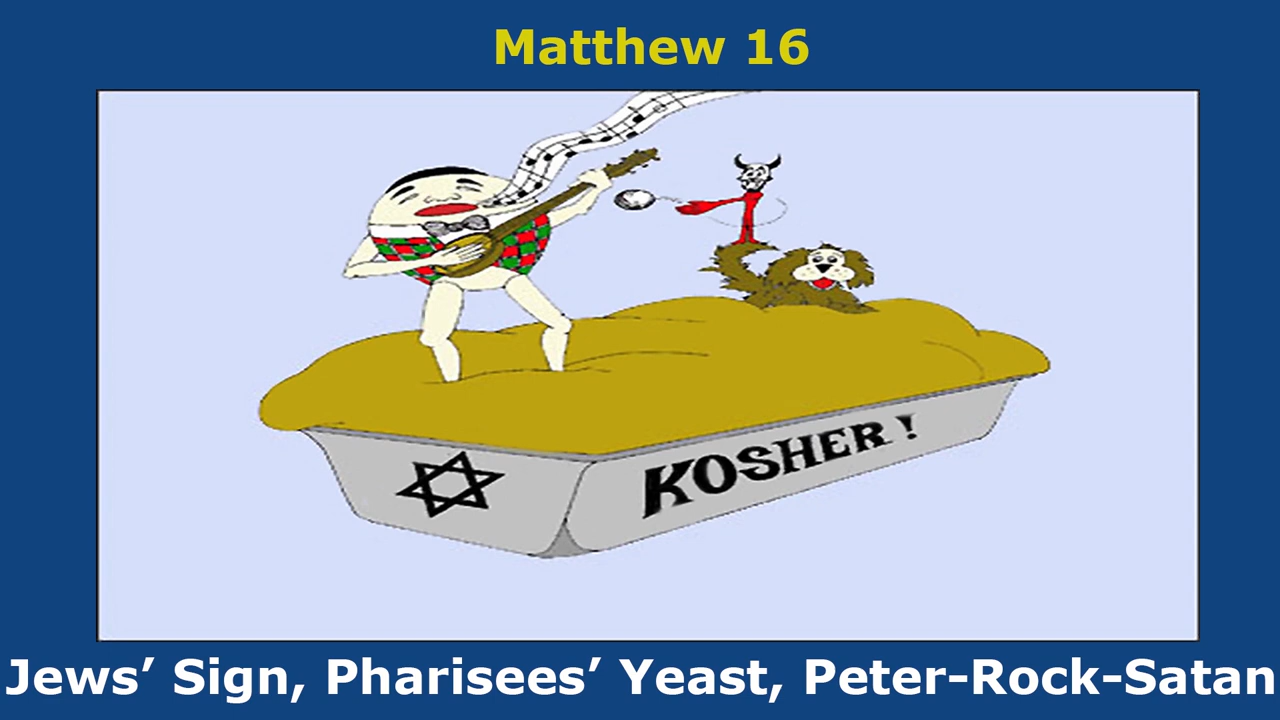 Matthew 16
KOSHER!
Jews’ Sign, Pharisees’ Yeast, Peter-Rock-Satan